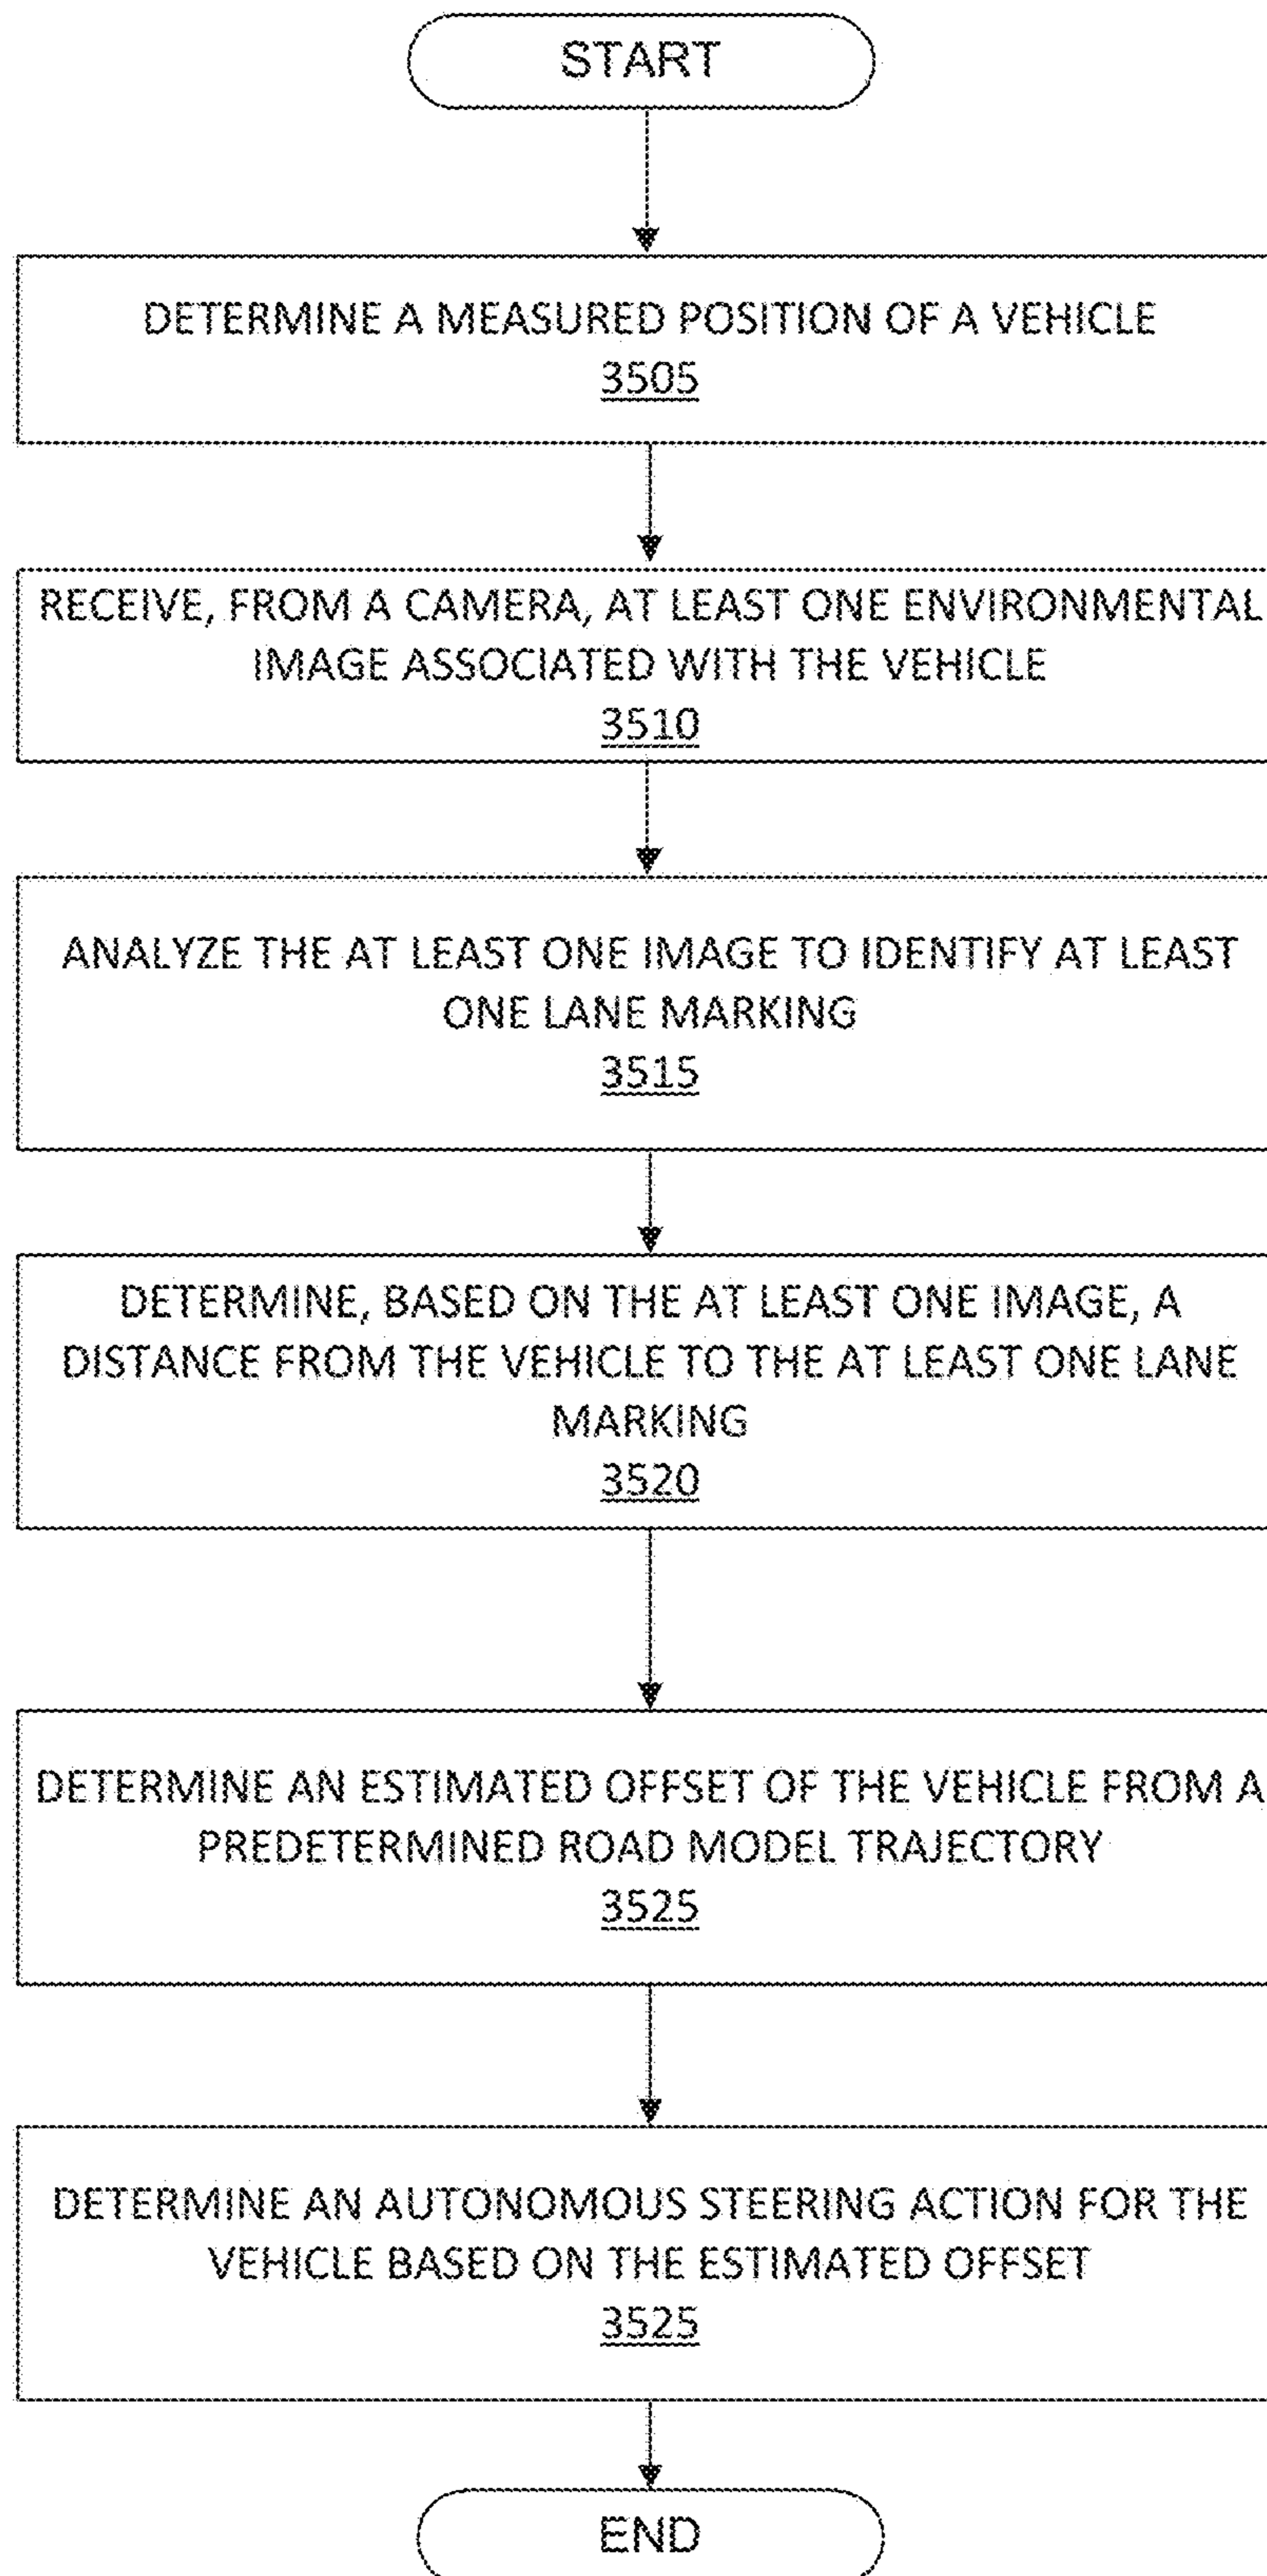 START
DETERMINE A MEASURED POSITION OF A VEHICLE
3505
RECEIVE, FROM A CAMERA, AT LEAST ONE ENVIRONMENTAL
IMAGE ASSOCIATED WITH THE VEHICLE
3510
ANALYZE THE AT LEAST ONE IMAGE TO IDENTIFY AT LEAST
ONE LANE MARKING
3515
DETERMINE, BASED ON THE AT LEAST ONE IMAGE, A
DISTANCE FROM THE VEHICLE TO THE AT LEAST ONE LANE
MARKING
3520
DETERMINE AN ESTIMATED OFFSET OF THE VEHICLE FROM A
PREDETERMINED ROAD MODEL TRAJECTORY
3525
DETERMINE AN AUTONOMOUS STEERING ACTION FOR THE
VEHICLE BASED ON THE ESTIMATED OFFSET
3525
END